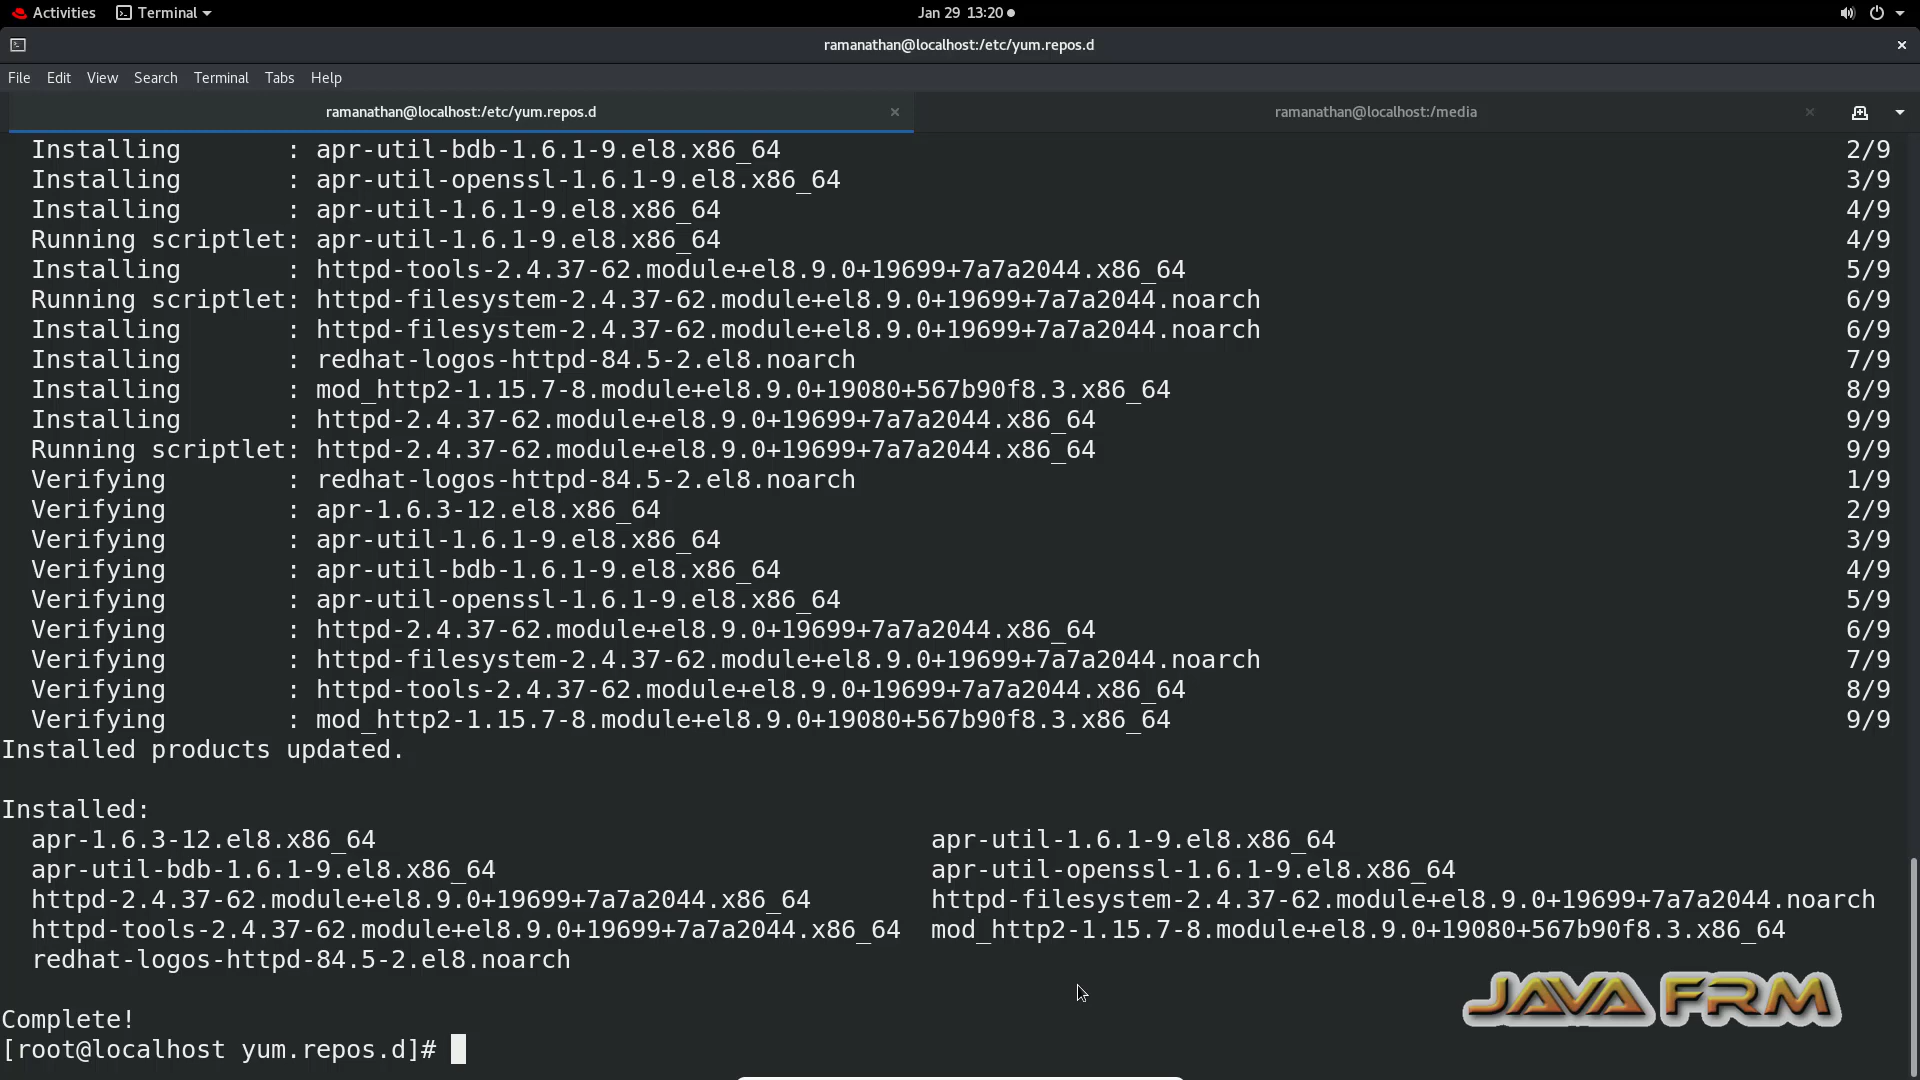 Activities Terminal Jan 29 13:20
ramanathan@localhost:/etc/yum.repos.d
File Edit View Search Terminal Tabs Help
ramanathan@localhost:/etc/yum.repos.d ramanathan@localhost:/media
Installing : apr-util-bdb-1.6.1-9.el8.x86_64 2/9
Installing : apr-util-openssl-1.6.1-9.el8.x86_64 3/9
Installing : apr-util-1.6.1-9.el8.x86_64 4/9
Running scriptlet: apr-util-1.6.1-9.el8.x86_64 4/9
Installing : httpd-tools-2.4.37-62.module+el8.9.0+19699+7a7a2044.x86_64 5/9
Running scriptlet: httpd-filesystem-2.4.37-62.module+el8.9.0+19699+7a7a2044.noarch 6/9
Installing : httpd-filesystem-2.4.37-62.module+el8.9.0+19699+7a7a2044.noarch 6/9
Installing : redhat-logos-httpd-84.5-2.el8.noarch 7/9
Installing : mod_http2-1.15.7-8.module+el8.9.0+19080+567b90f8.3.x86_64 8/9
Installing : httpd-2.4.37-62.module+el8.9.0+19699+7a7a2044.x86_64 9/9
Running scriptlet: httpd-2.4.37-62.module+el8.9.0+19699+7a7a2044.x86_64 9/9
Verifying : redhat-logos-httpd-84.5-2.el8.noarch 1/9
Verifying : apr-1.6.3-12.el8.x86_64 2/9
Verifying : apr-util-1.6.1-9.el8.x86_64 3/9
Verifying : apr-util-bdb-1.6.1-9.el8.x86_64 4/9
Verifying : apr-util-openssl-1.6.1-9.el8.x86_64 5/9
Verifying : httpd-2.4.37-62.module+el8.9.0+19699+7a7a2044.x86_64 6/9
Verifying : httpd-filesystem-2.4.37-62.module+el8.9.0+19699+7a7a2044.noarch 7/9
Verifying : httpd-tools-2.4.37-62.module+el8.9.0+19699+7a7a2044.x86_64 8/9
Verifying : mod_http2-1.15.7-8.module+el8.9.0+19080+567b90f8.3.x86_64 9/9
Installed products updated.
Installed:
apr-1.6.3-12.el8.x86_64 apr-util-1.6.1-9.el8.x86_64
apr-util-bdb-1.6.1-9.el8.x86_64 apr-util-openssl-1.6.1-9.el8.x86_64
httpd-2.4.37-62.module+el8.9.0+19699+7a7a2044.x86_64 httpd-filesystem-2.4.37-62.module+el8.9.0+19699+7a7a2044.noarch
httpd-tools-2.4.37-62.module+el8.9.0+19699+7a7a2044.x86_64 mod_http2-1.15.7-8.module+el8.9.0+19080+567b90f8.3.x86_64
redhat-logos-httpd-84.5-2.el8.noarch
JAVA FRM
Complete!
[root@localhost yum.repos.d]#